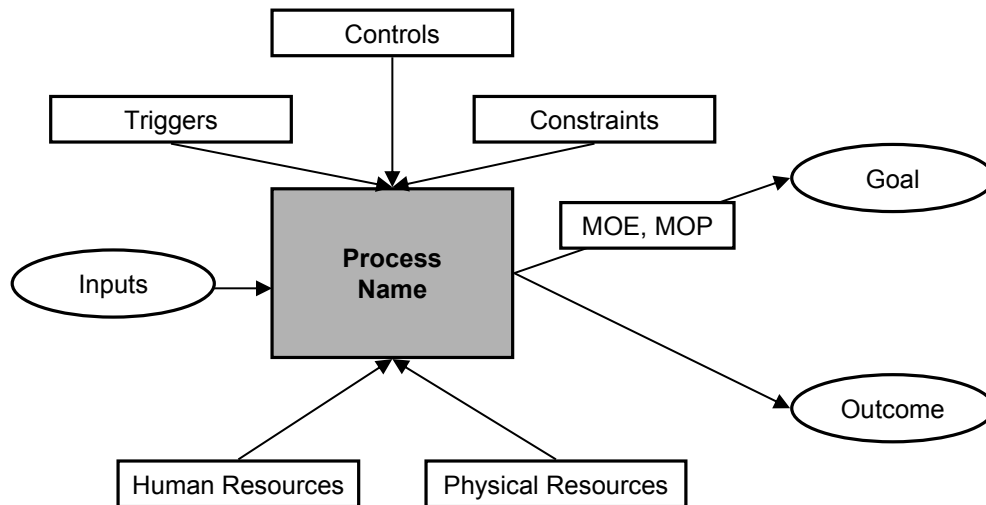 Controls
Triggers
Constraints
Goal
MOE, MOP
Process
Name
Inputs
Outcome
Human Resources
Physical Resources